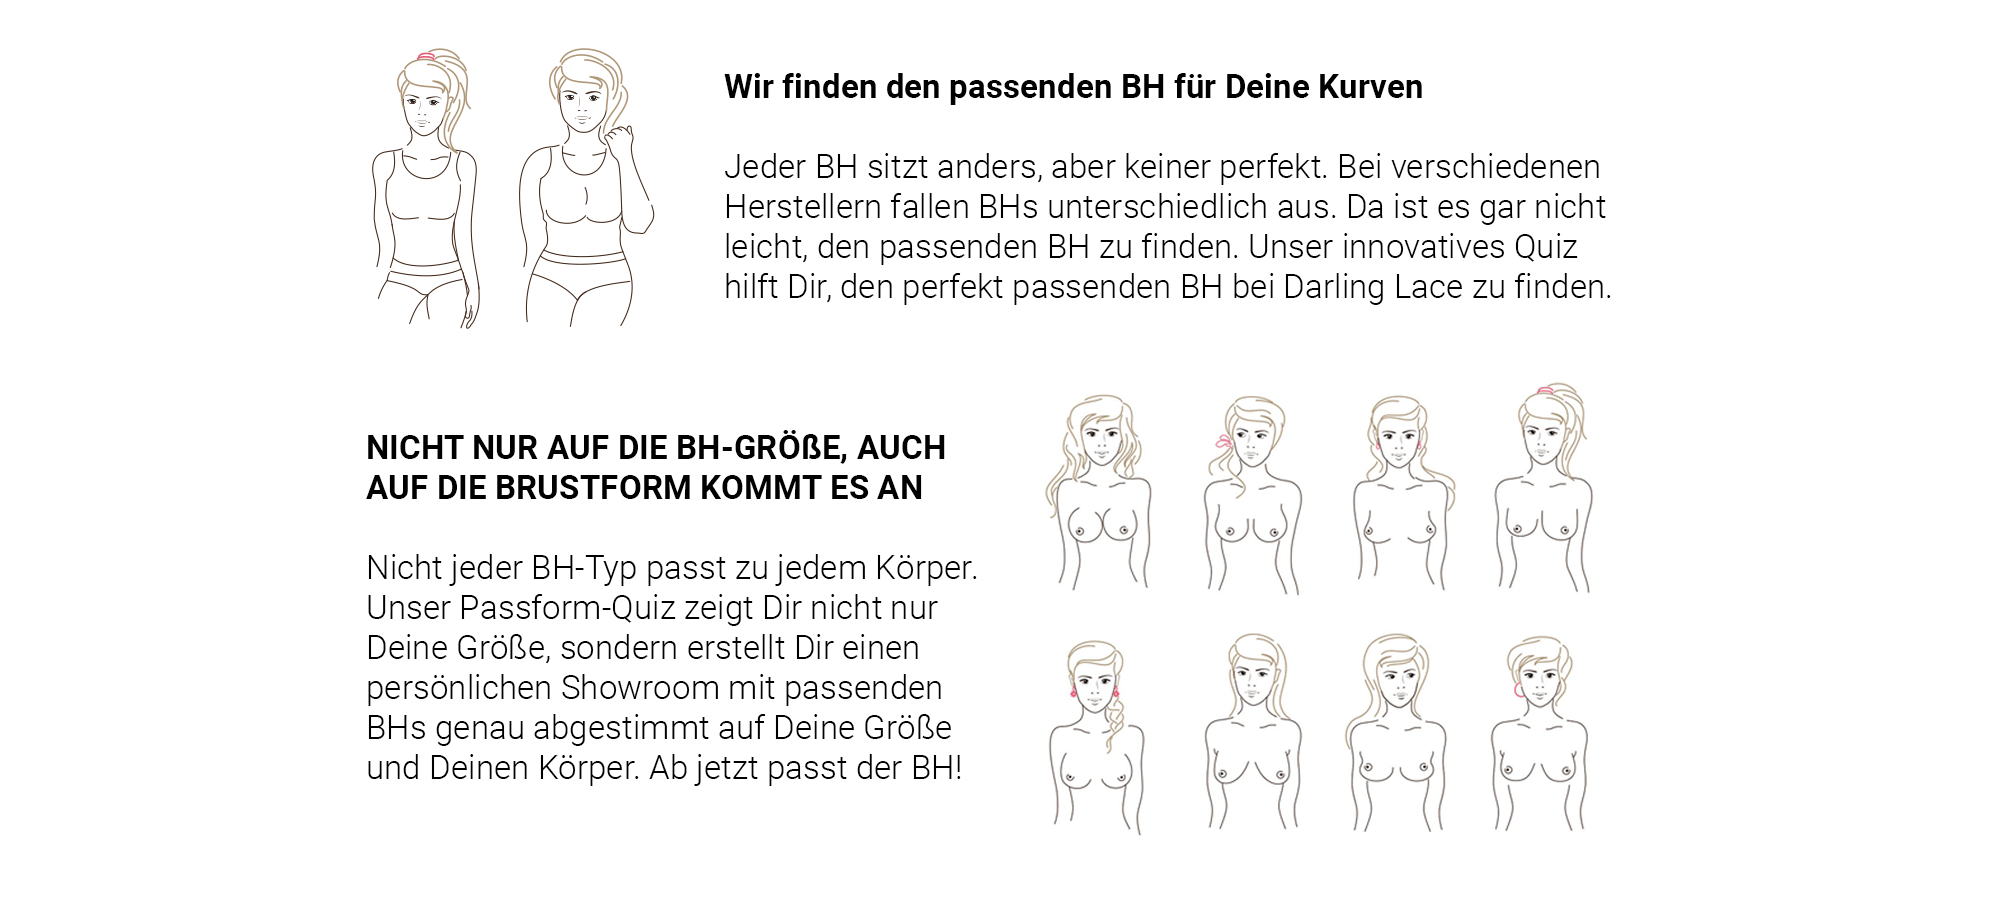 Wir finden den passenden BH für Deine Kurven
Jeder BH sitzt anders, aber keiner perfekt. Bei verschiedenen
Herstellern fallen BHs unterschiedlich aus. Da ist es gar nicht
leicht, den passenden BH zu finden. Unser innovatives Quiz
hilft Dir, den perfekt passenden BH bei Darling Lace zu finden.
NICHT NUR AUF DIE BH-GRÖßE, AUCH
AUF DIE BRUSTFORM KOMMT ES AN
Nicht jeder BH-Typ passt zu jedem Körper.
Unser Passform-Quiz zeigt Dir nicht nur
Deine Größe, sondern erstellt Dir einen
persönlichen Showroom mit passenden
BHs genau abgestimmt auf Deine Größe
und Deinen Körper. Ab jetzt passt der BH!